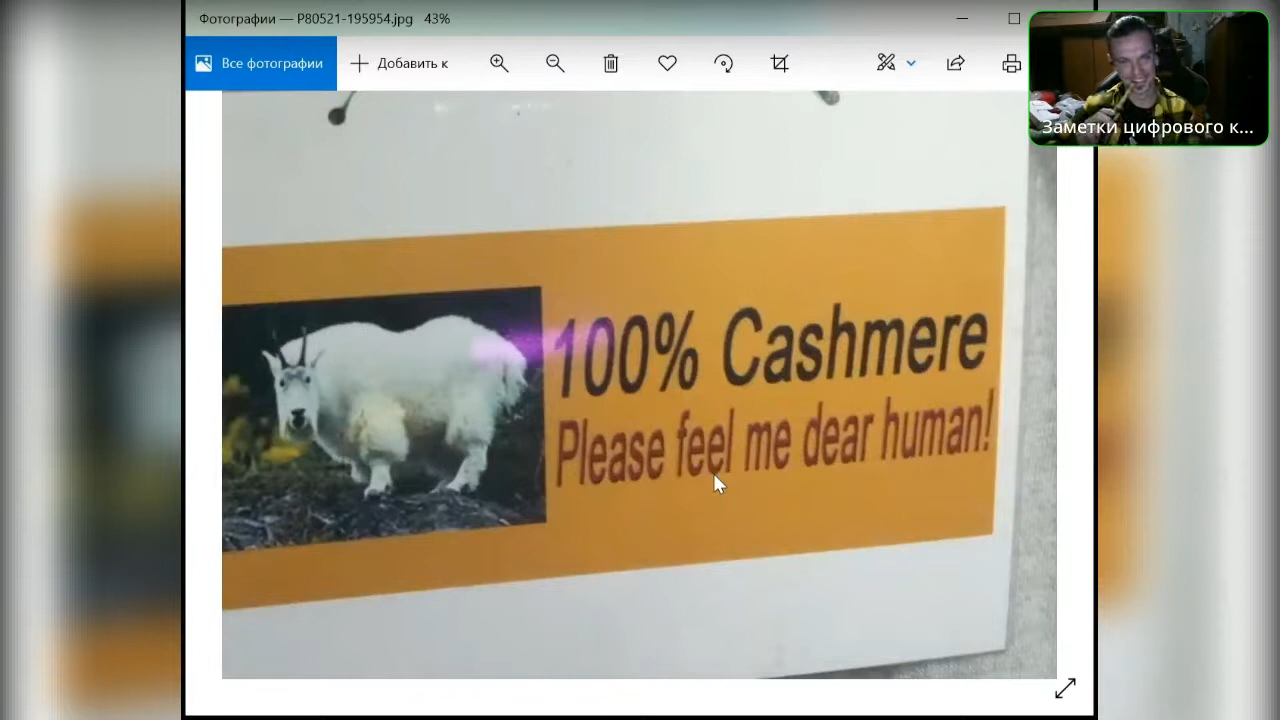 Фотографии — P80521-195954.jpg 43%
Все фотографии
Добавить к
Заметки цифрового к...
100% Cashmere
Please feel me dear human!